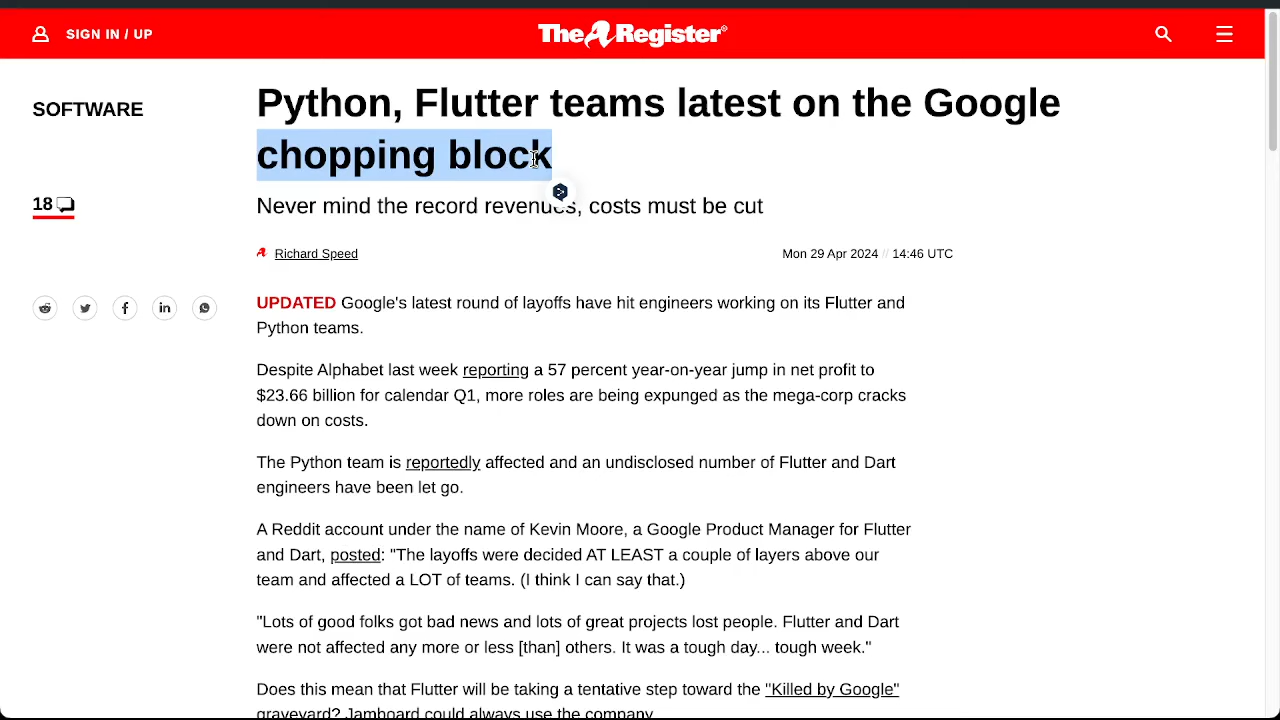 SIGN IN / UP
The Register®
SOFTWARE
Python, Flutter teams latest on the Google
chopping block
18
Never mind the record revenues, costs must be cut
Richard Speed
Mon 29 Apr 2024 // 14:46 UTC
UPDATED Google's latest round of layoffs have hit engineers working on its Flutter and
Python teams.
Despite Alphabet last week reporting a 57 percent year-on-year jump in net profit to
$23.66 billion for calendar Q1, more roles are being expunged as the mega-corp cracks
down on costs.
The Python team is reportedly affected and an undisclosed number of Flutter and Dart
engineers have been let go.
A Reddit account under the name of Kevin Moore, a Google Product Manager for Flutter
and Dart, posted: "The layoffs were decided AT LEAST a couple of layers above our
team and affected a LOT of teams. (I think I can say that.)
"Lots of good folks got bad news and lots of great projects lost people. Flutter and Dart
were not affected any more or less [than] others. It was a tough day... tough week."
Does this mean that Flutter will be taking a tentative step toward the "Killed by Google"
graveyard? Jamboard could always use the company